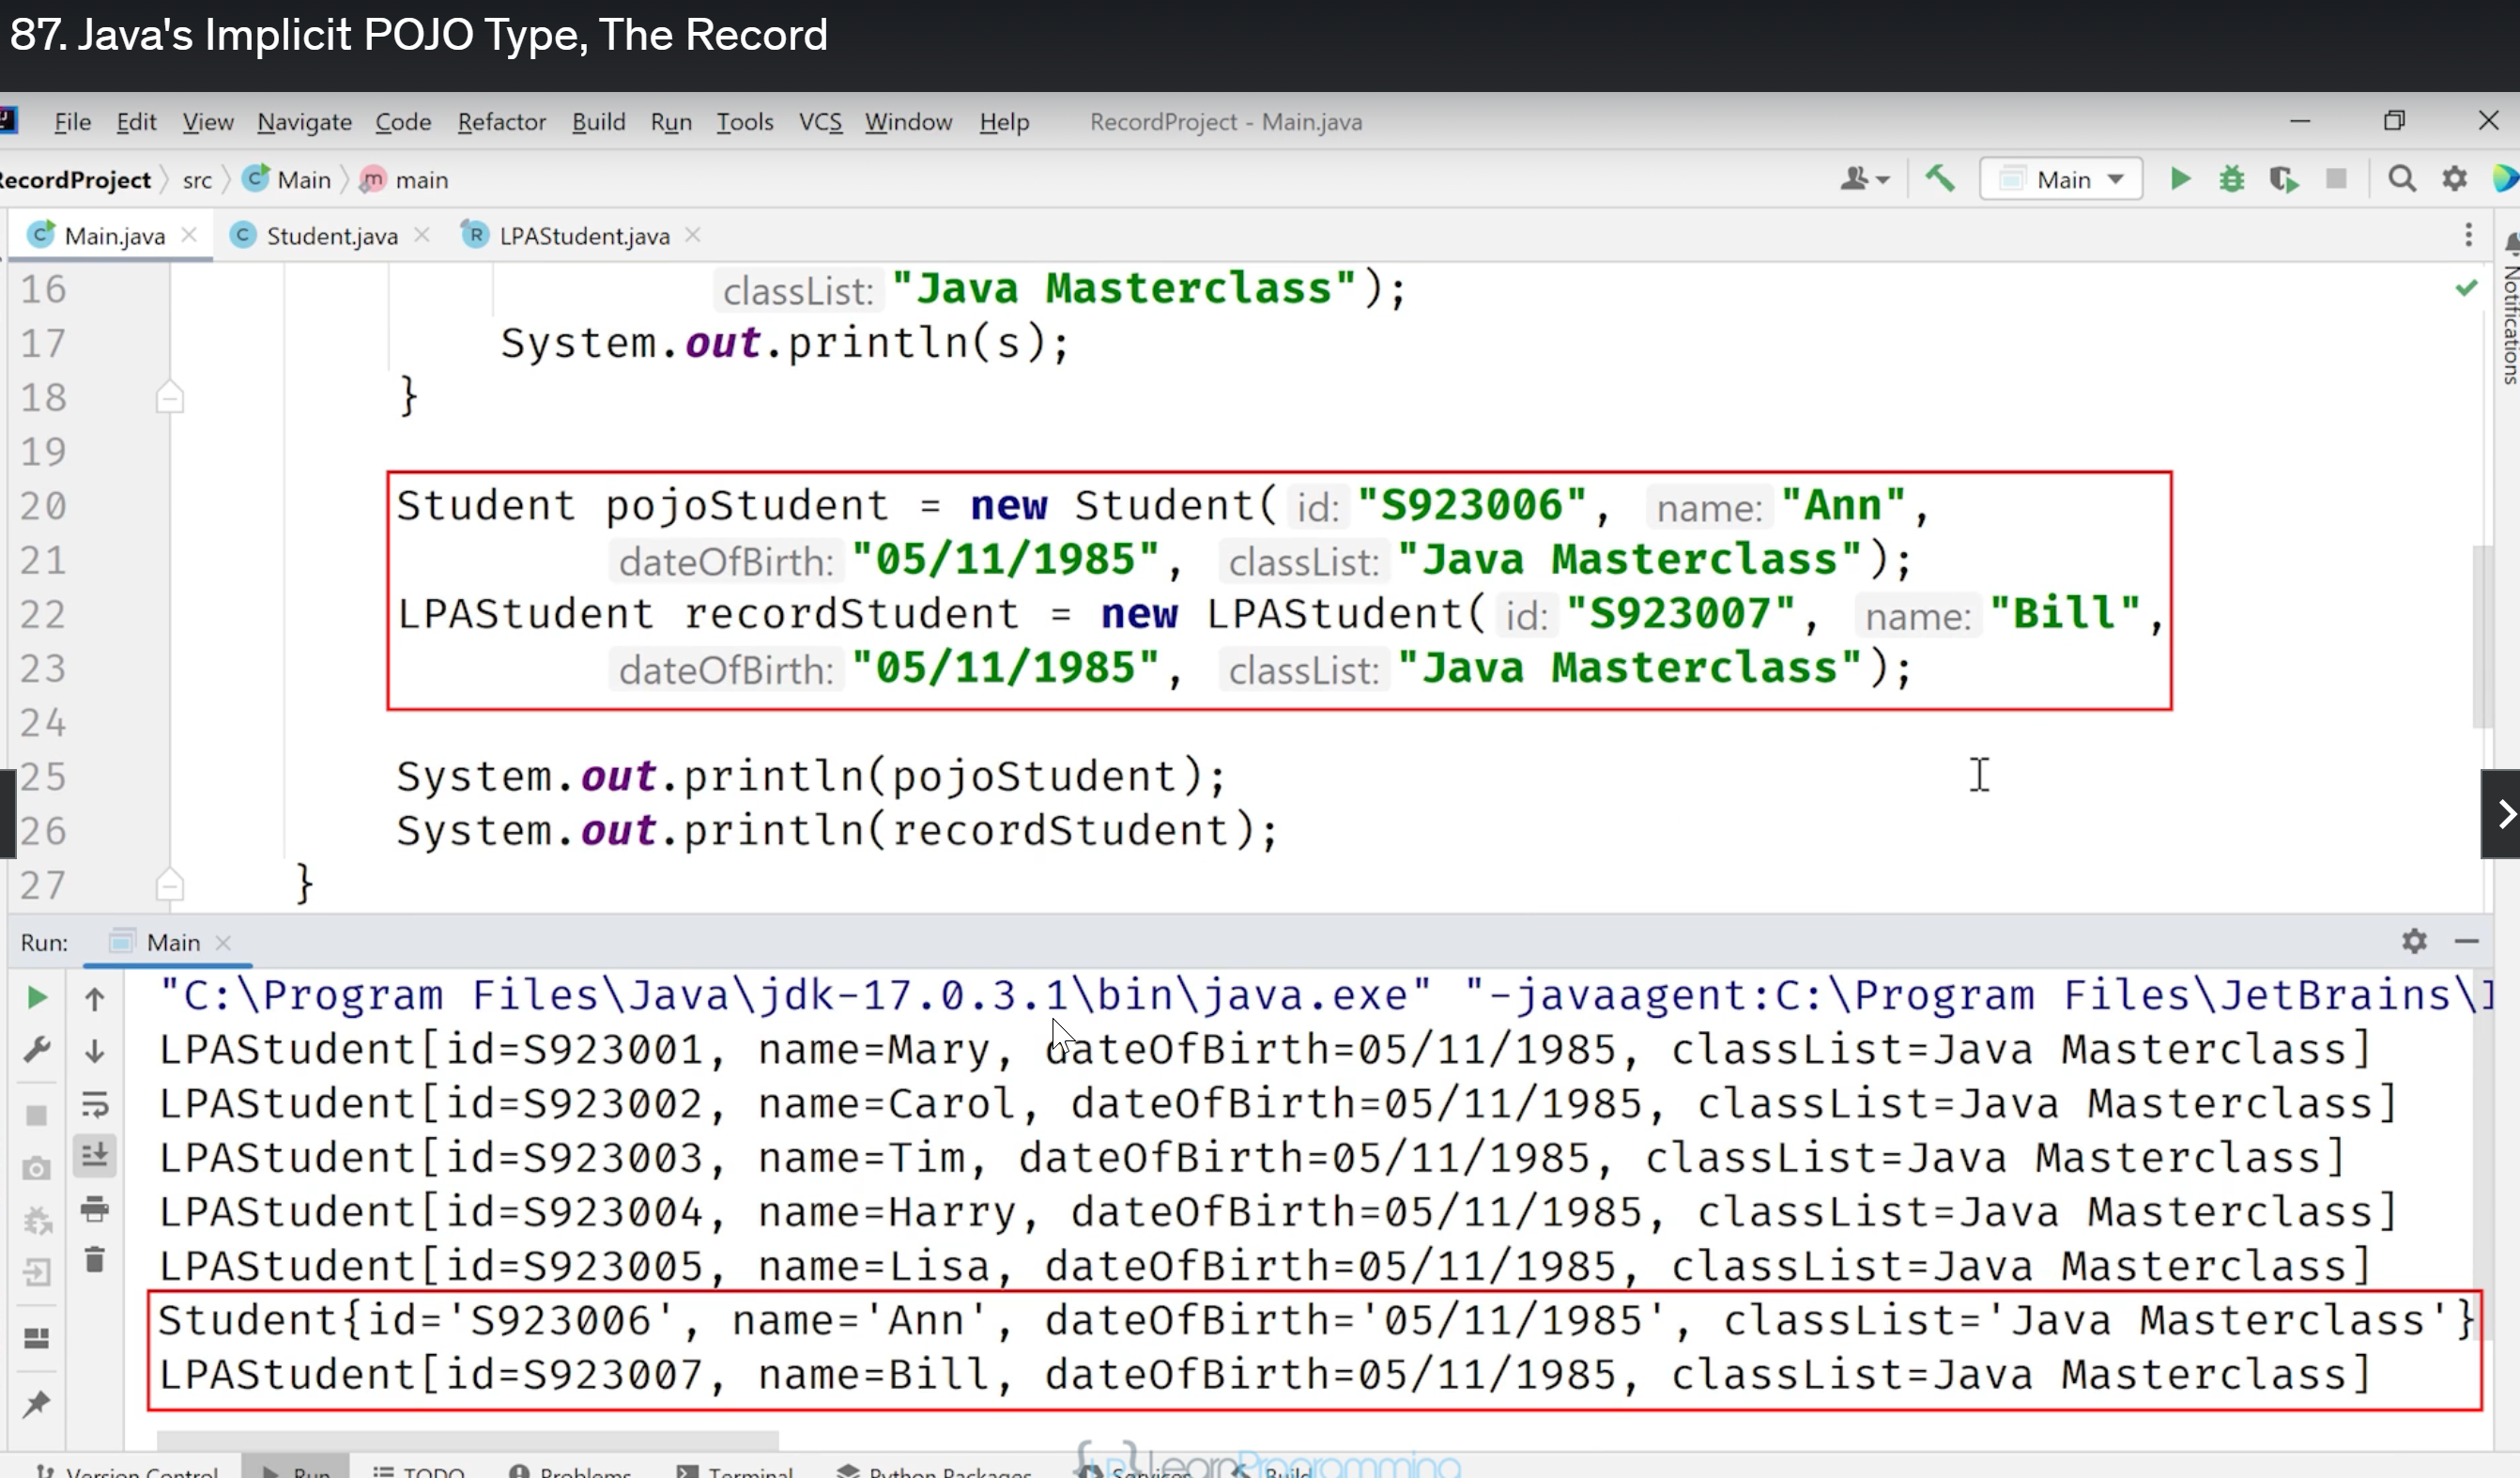 87. Java's Implicit POJO Type, The Record
File Edit View Navigate Code Refactor Build Run Tools VCS Window Help RecordProject - Main.java
RecordProject src Main main
Main
Main.java Student.java LPAStudent.java
Notifications
16 classList: "Java Masterclass");
17 System.out.println(s);
18 }
19
20 Student pojoStudent = new Student( id: "S923006", name: "Ann",
21 dateOfBirth: "05/11/1985", classList: "Java Masterclass");
22 LPAStudent recordStudent = new LPAStudent( id: "S923007", name: "Bill",
23 dateOfBirth: "05/11/1985", classList: "Java Masterclass");
24
25 System.out.println(pojoStudent);
26 System.out.println(recordStudent);
27 }
Run: Main
"C:\Program Files\Java\jdk-17.0.3.1\bin\java.exe" "-javaagent:C:\Program Files\JetBrains\
LPAStudent[id=S923001, name=Mary, dateOfBirth=05/11/1985, classList=Java Masterclass]
LPAStudent[id=S923002, name=Carol, dateOfBirth=05/11/1985, classList=Java Masterclass]
LPAStudent[id=S923003, name=Tim, dateOfBirth=05/11/1985, classList=Java Masterclass]
LPAStudent[id=S923004, name=Harry, dateOfBirth=05/11/1985, classList=Java Masterclass]
LPAStudent[id=S923005, name=Lisa, dateOfBirth=05/11/1985, classList=Java Masterclass]
Student{id='S923006', name='Ann', dateOfBirth='05/11/1985', classList='Java Masterclass'}
LPAStudent[id=S923007, name=Bill, dateOfBirth=05/11/1985, classList=Java Masterclass]
Version Control Run TODO Problems Terminal Python Packages Services Build
LearnProgramming